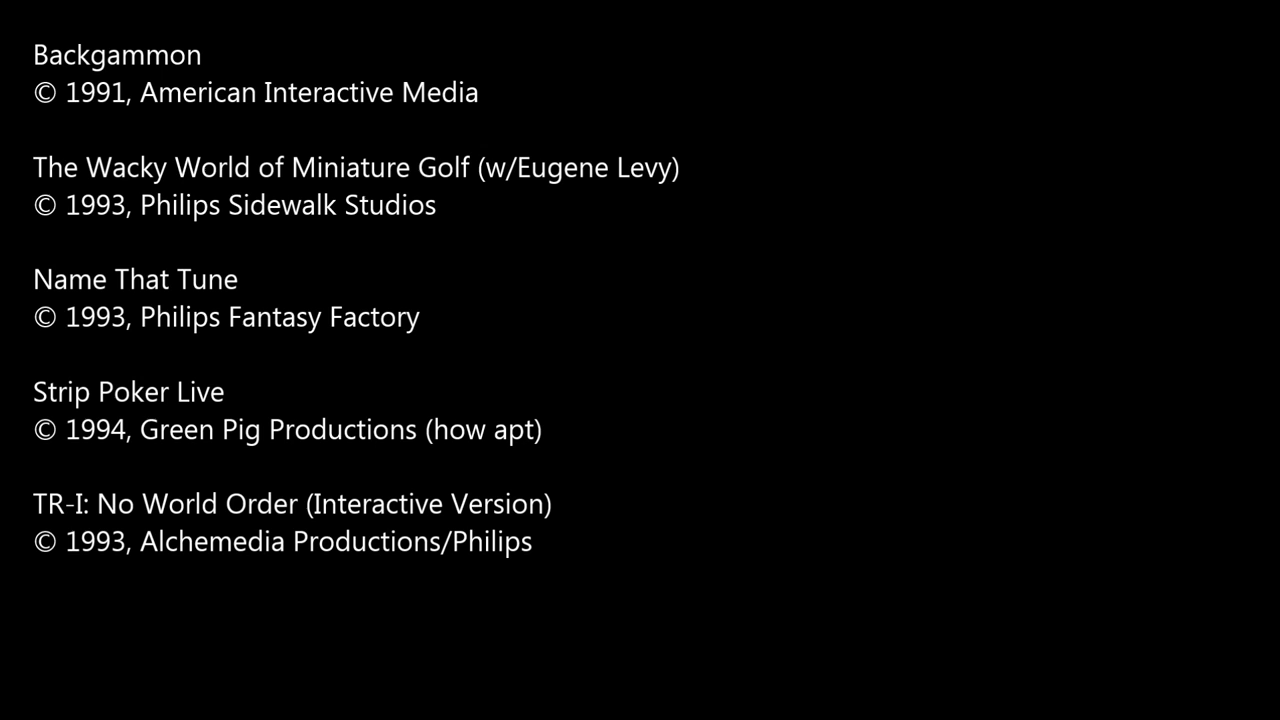 Backgammon
© 1991, American Interactive Media
The Wacky World of Miniature Golf (w/Eugene Levy)
© 1993, Philips Sidewalk Studios
Name That Tune
© 1993, Philips Fantasy Factory
Strip Poker Live
© 1994, Green Pig Productions (how apt)
TR-I: No World Order (Interactive Version)
© 1993, Alchemedia Productions/Philips